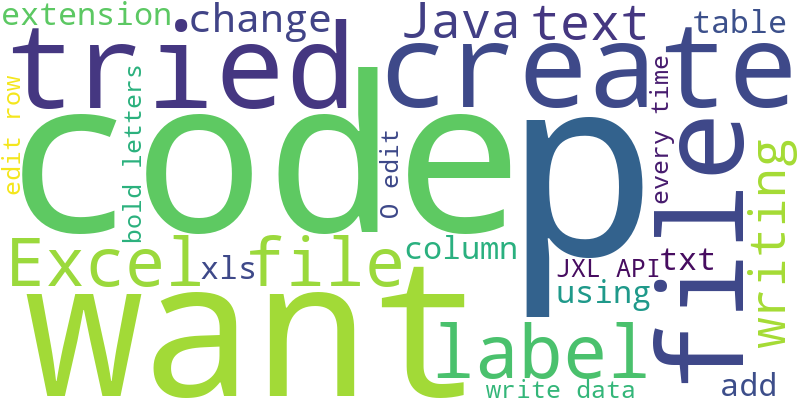 extension
change
Java
text
table
tried
create
edit row
bold letters
code
O edit
p
every time
file
writing
Excel
xls
file
column
JXL API
txt
using
want
label
write data
add